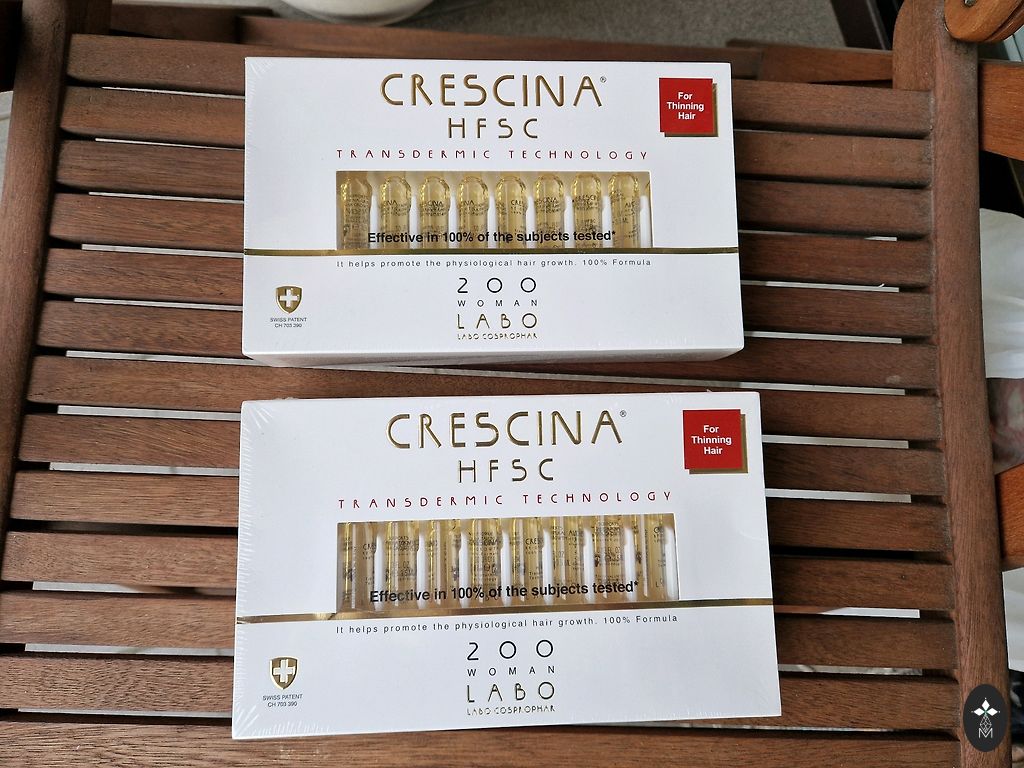 CRESCINA®
HFSC
TRANSDERMIC TECHNOLOGY
For
Thinning
Hair
Effective in 100% of the subjects tested*
It helps promote the physiological hair growth. 100% Formula
200
WOMAN
LABO
LABO COSPROPHAR
SWISS PATENT
CH 703 390
CRESCINA®
HFSC
TRANSDERMIC TECHNOLOGY
For
Thinning
Hair
Effective in 100% of the subjects tested*
It helps promote the physiological hair growth. 100% Formula
200
WOMAN
LABO
LABO COSPROPHAR
SWISS PATENT
CH 703 390